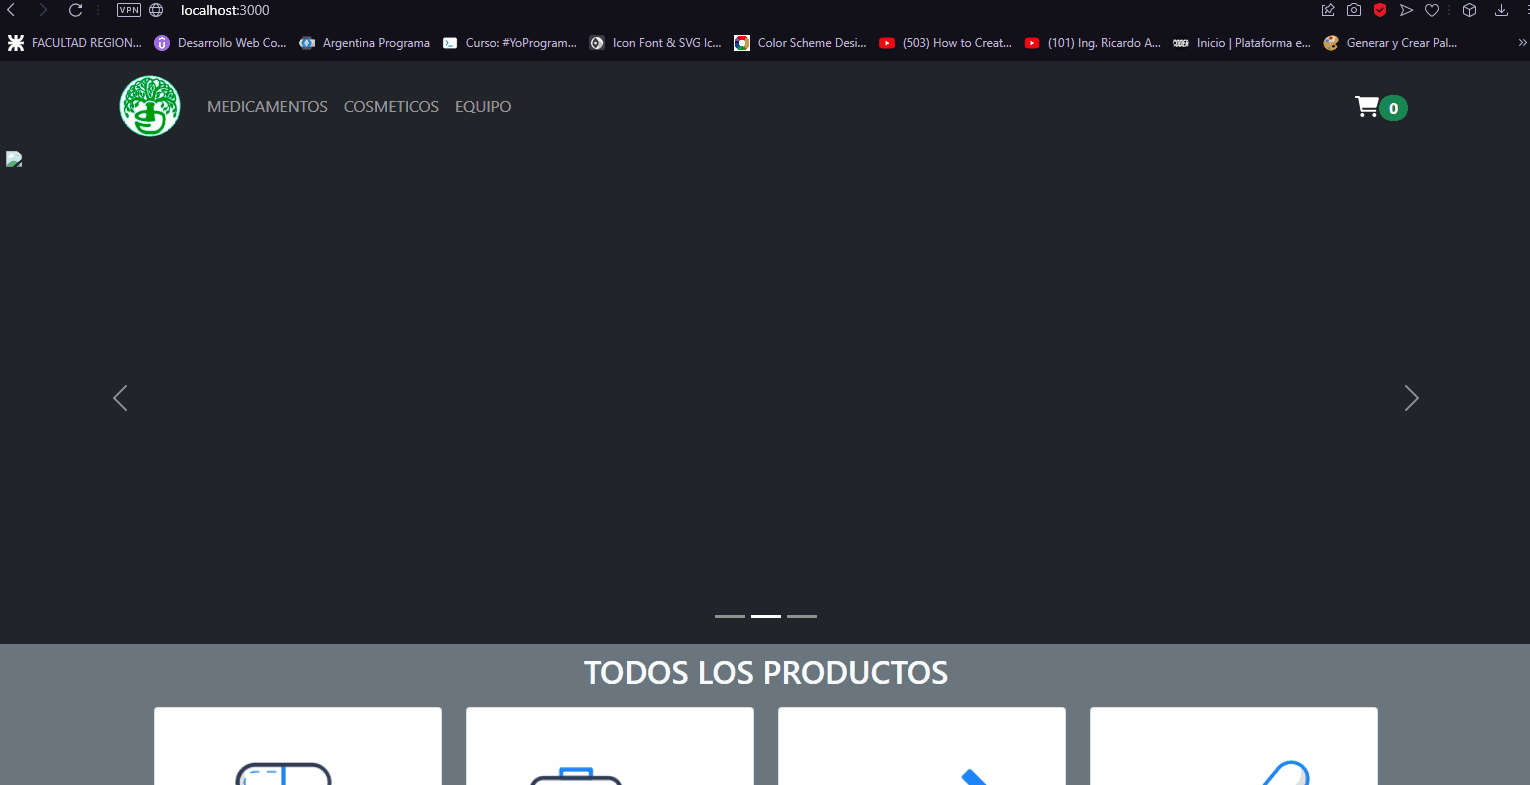 VPN localhost:3000
FACULTAD REGION... Desarrollo Web Co... Argentina Programa Curso: #YoProgram... Icon Font & SVG Ic... Color Scheme Desi... (503) How to Creat... (101) Ing. Ricardo A... Inicio | Plataforma e... Generar y Crear Pal...
MEDICAMENTOS COSMETICOS EQUIPO 0
TODOS LOS PRODUCTOS